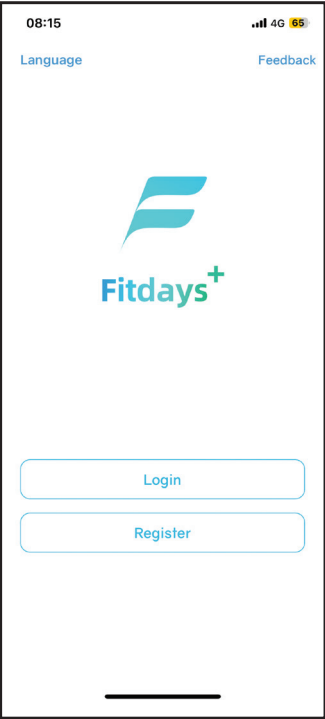 08:15 4G 65
Language Feedback
Fitdays+
Login
Register